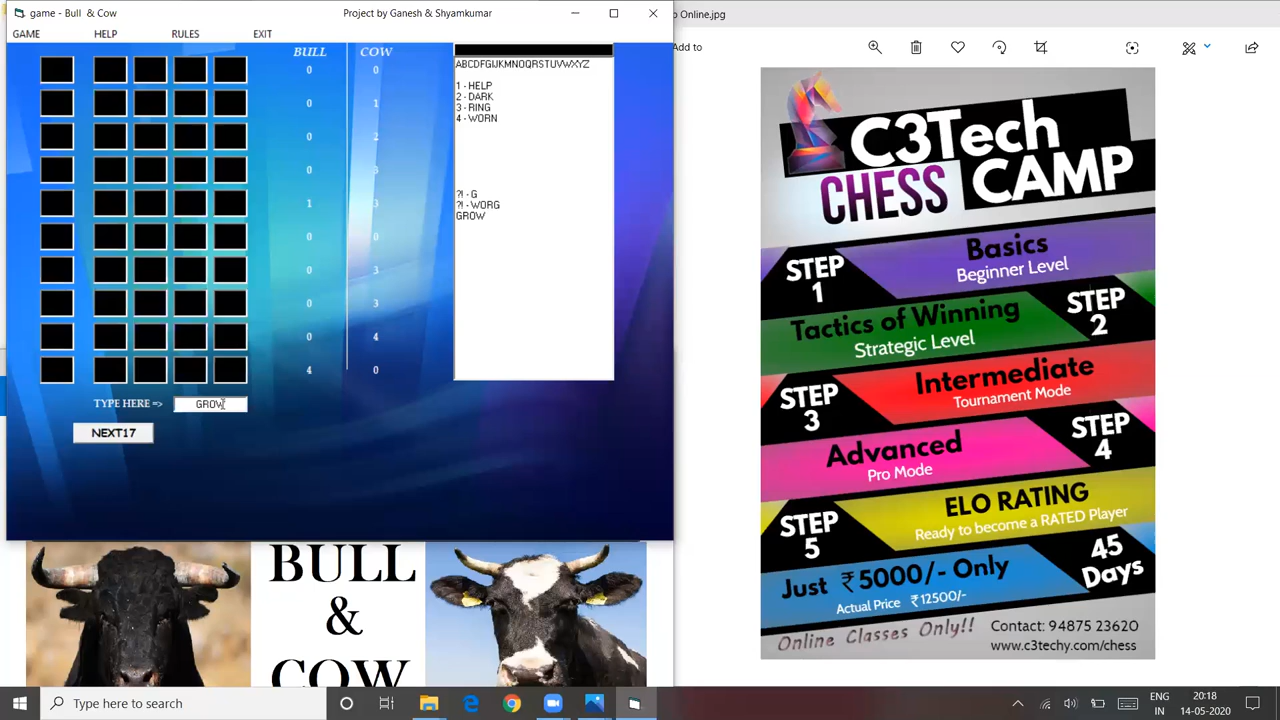 game - Bull & Cow
Project by Ganesh & Shyamkumar
GAME HELP RULES EXIT
BULL COW
0 0
0 1
0 2
0 3
1 3
0 0
0 3
0 3
0 4
4 0
TYPE HERE => GROW
NEXT17
ABCDFGIJKMNOQRSTUVWXYZ
1 - HELP
2 - DARK
3 - RING
4 - WORN
?! - G
?! - WORG
GROW
BULL
&
COW
o Online.jpg
dd to
C3Tech
CHESS CAMP
STEP 1
Basics
Beginner Level
Tactics of Winning
Strategic Level
STEP 2
STEP 3
Intermediate
Tournament Mode
Advanced
Pro Mode
STEP 4
STEP 5
ELO RATING
Ready to become a RATED Player
Just ₹5000/- Only
Actual Price ₹12500/-
45 Days
Online Classes Only!!
Contact: 94875 23620
www.c3techy.com/chess
Type here to search
ENG
IN
20:18
14-05-2020